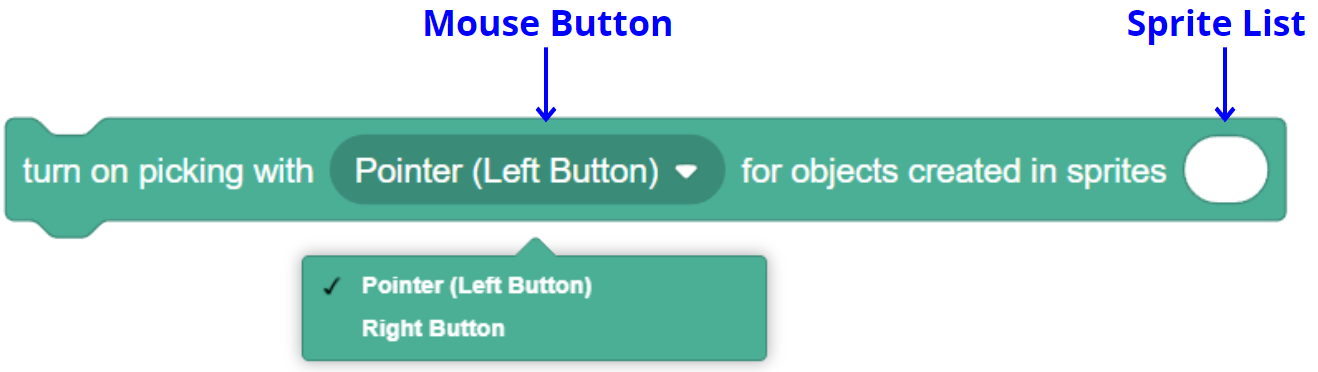 Mouse Button
Sprite List
turn on picking with Pointer (Left Button) for objects created in sprites
Pointer (Left Button)
Right Button